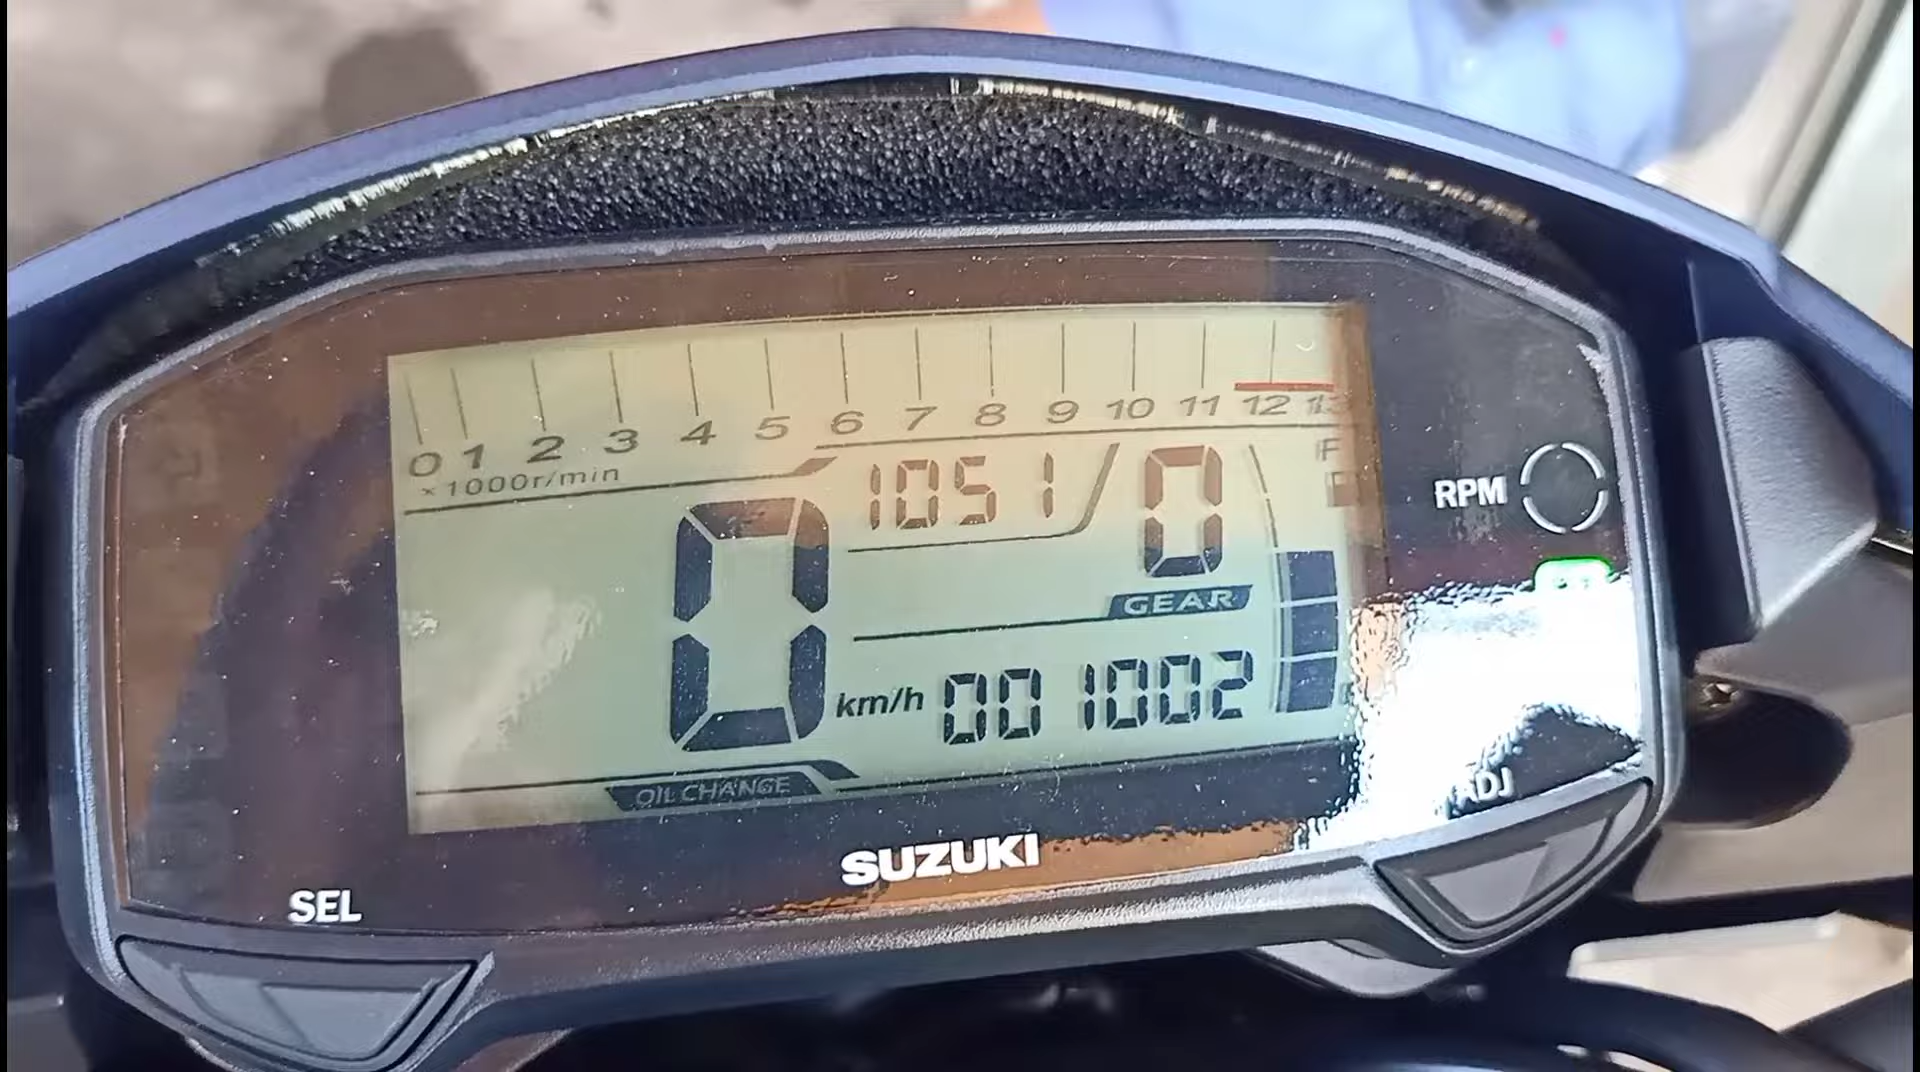 0 1 2 3 4 5 6 7 8 9 10 11 12 13
×1000r/min
1051
0
F
RPM
GEAR
0
km/h
001002
OIL CHANGE
ADJ
SUZUKI
SEL